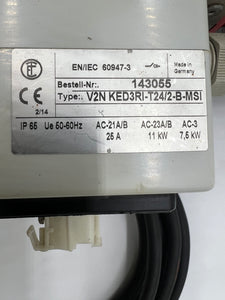 EN/IEC 60947-3
Made in
Germany
Bestell-Nr.: 143055
Type: V2N KED3RI-T24/2-B-MSI
CE
2/14
IP 65 Ue 50-60Hz AC-21A/B AC-23A/B AC-3
25 A 11 kW 7,5 kW